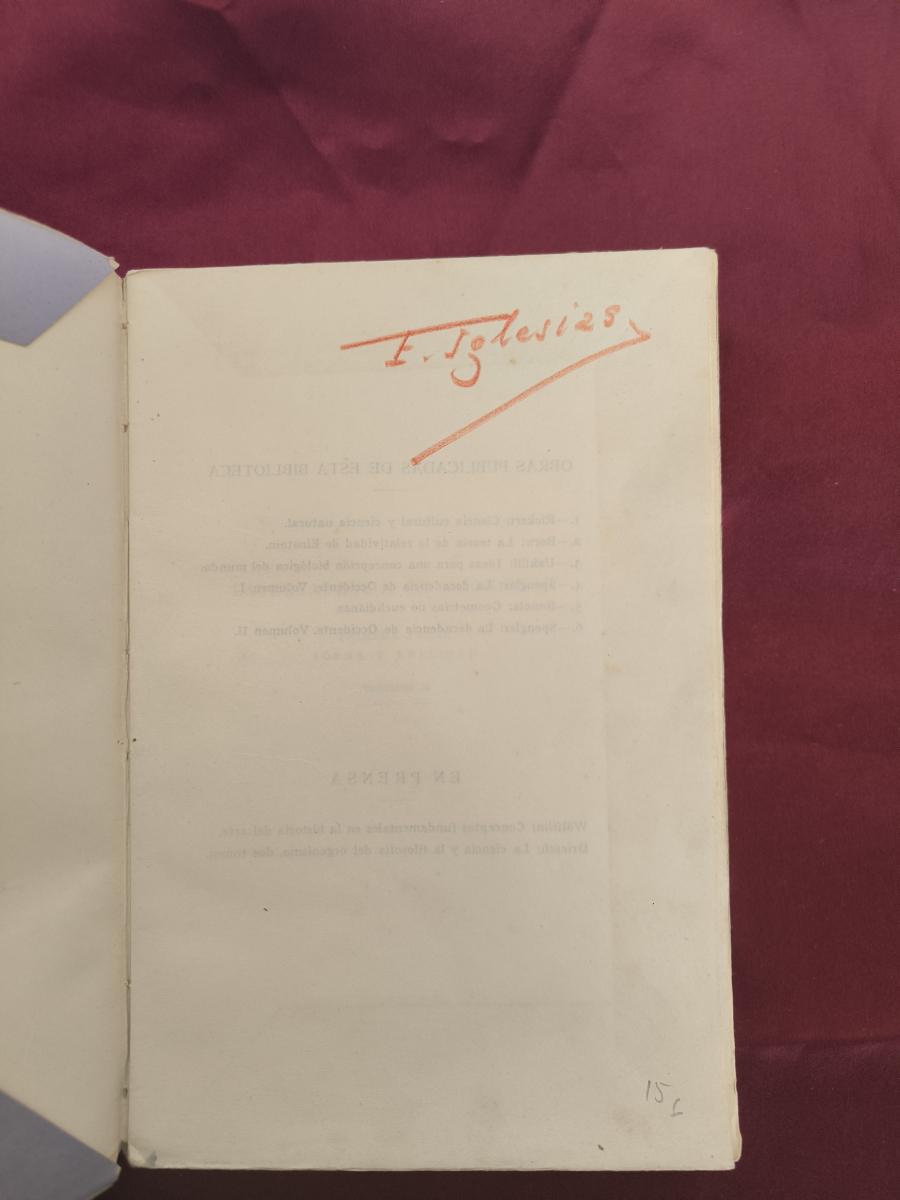 F. Iglesias
OBRAS PUBLICADAS DE ESTA BIBLIOTECA
1.—Rickert: Ciencia cultural y ciencia natural.
2.—Born: La teoría de la relatividad de Einstein.
3.—Uexküll: Ideas para una concepción biológica del mundo.
4.—Spengler: La decadencia de Occidente. Volumen I.
5.—Bonola: Geometrías no euclidianas.
6.—Spengler: La decadencia de Occidente. Volumen II.
EN PRENSA
Wölfflin: Conceptos fundamentales en la historia del arte.
Driesch: La ciencia y la filosofía del organismo, dos tomos.
15